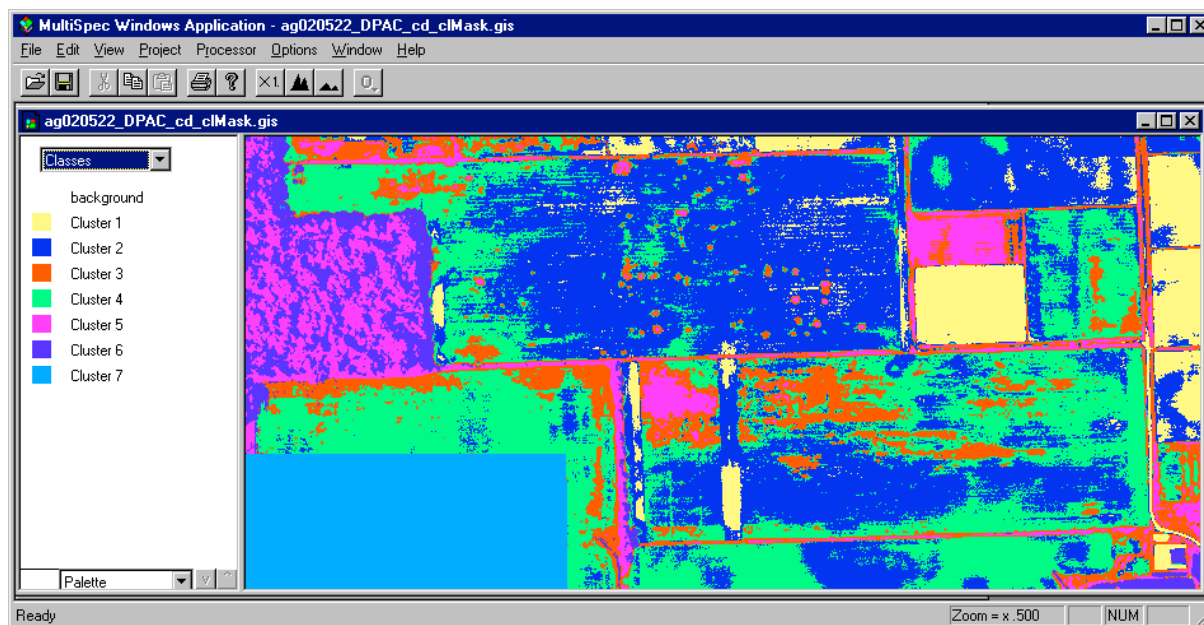 MultiSpec Windows Application - ag020522_DPAC_cd_clMask.gis
File Edit View Project Processor Options Window Help
×1.
ag020522_DPAC_cd_clMask.gis
Classes
background
Cluster 1
Cluster 2
Cluster 3
Cluster 4
Cluster 5
Cluster 6
Cluster 7
Palette
Ready Zoom = x .500 NUM